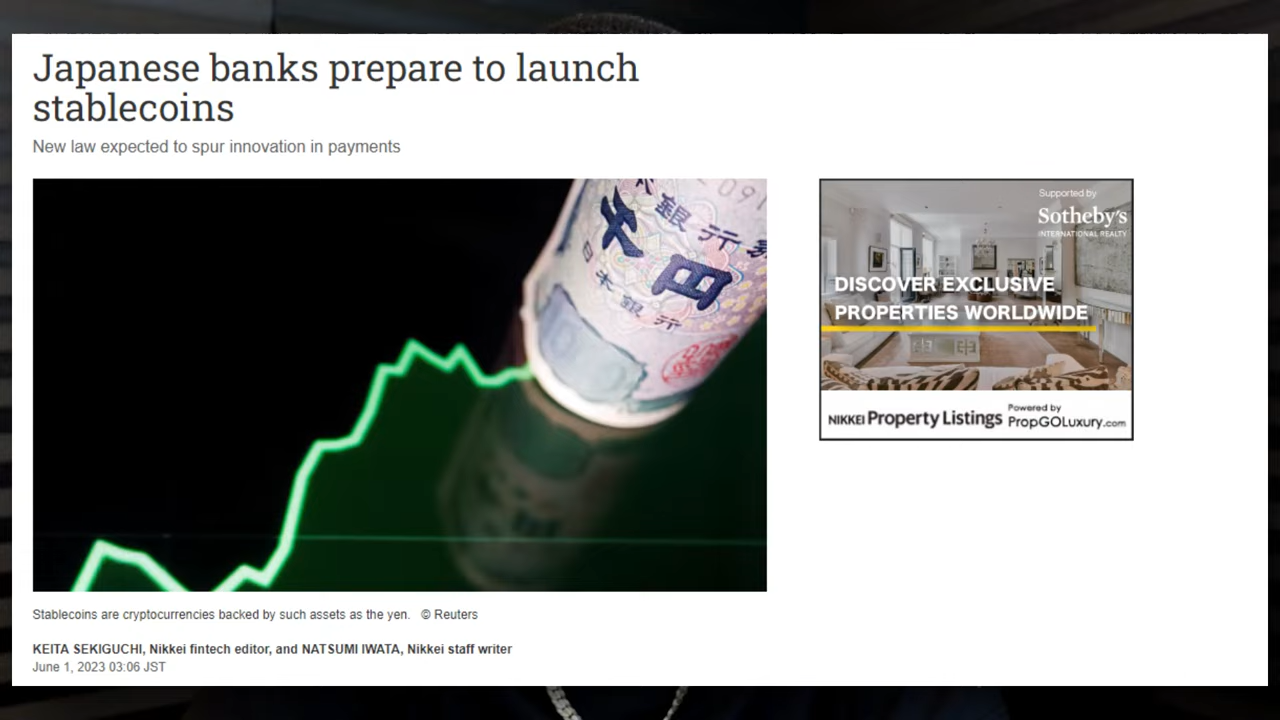 Japanese banks prepare to launch
stablecoins
New law expected to spur innovation in payments
091
千 銀 行 券
円
日 本 銀 行
Supported by
Sotheby's
INTERNATIONAL REALTY
DISCOVER EXCLUSIVE
PROPERTIES WORLDWIDE
NIKKEI Property Listings Powered by
PropGOLuxury.com
Stablecoins are cryptocurrencies backed by such assets as the yen. © Reuters
KEITA SEKIGUCHI, Nikkei fintech editor, and NATSUMI IWATA, Nikkei staff writer
June 1, 2023 03:06 JST